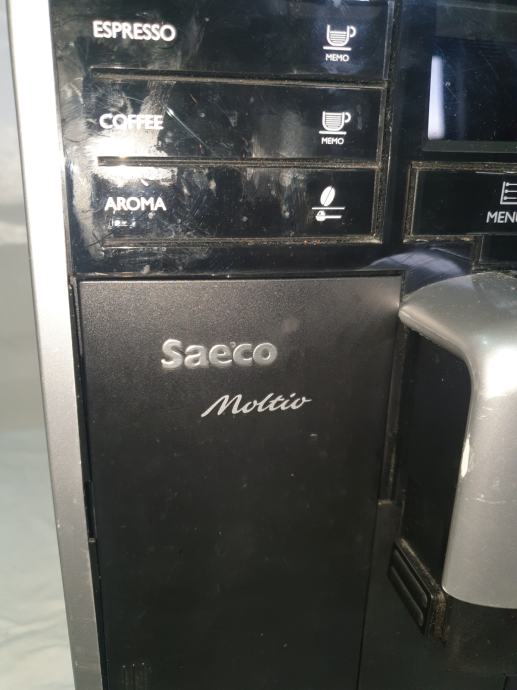 ESPRESSO
MEMO
COFFEE
MEMO
AROMA
MENU
Saeco
Moltio